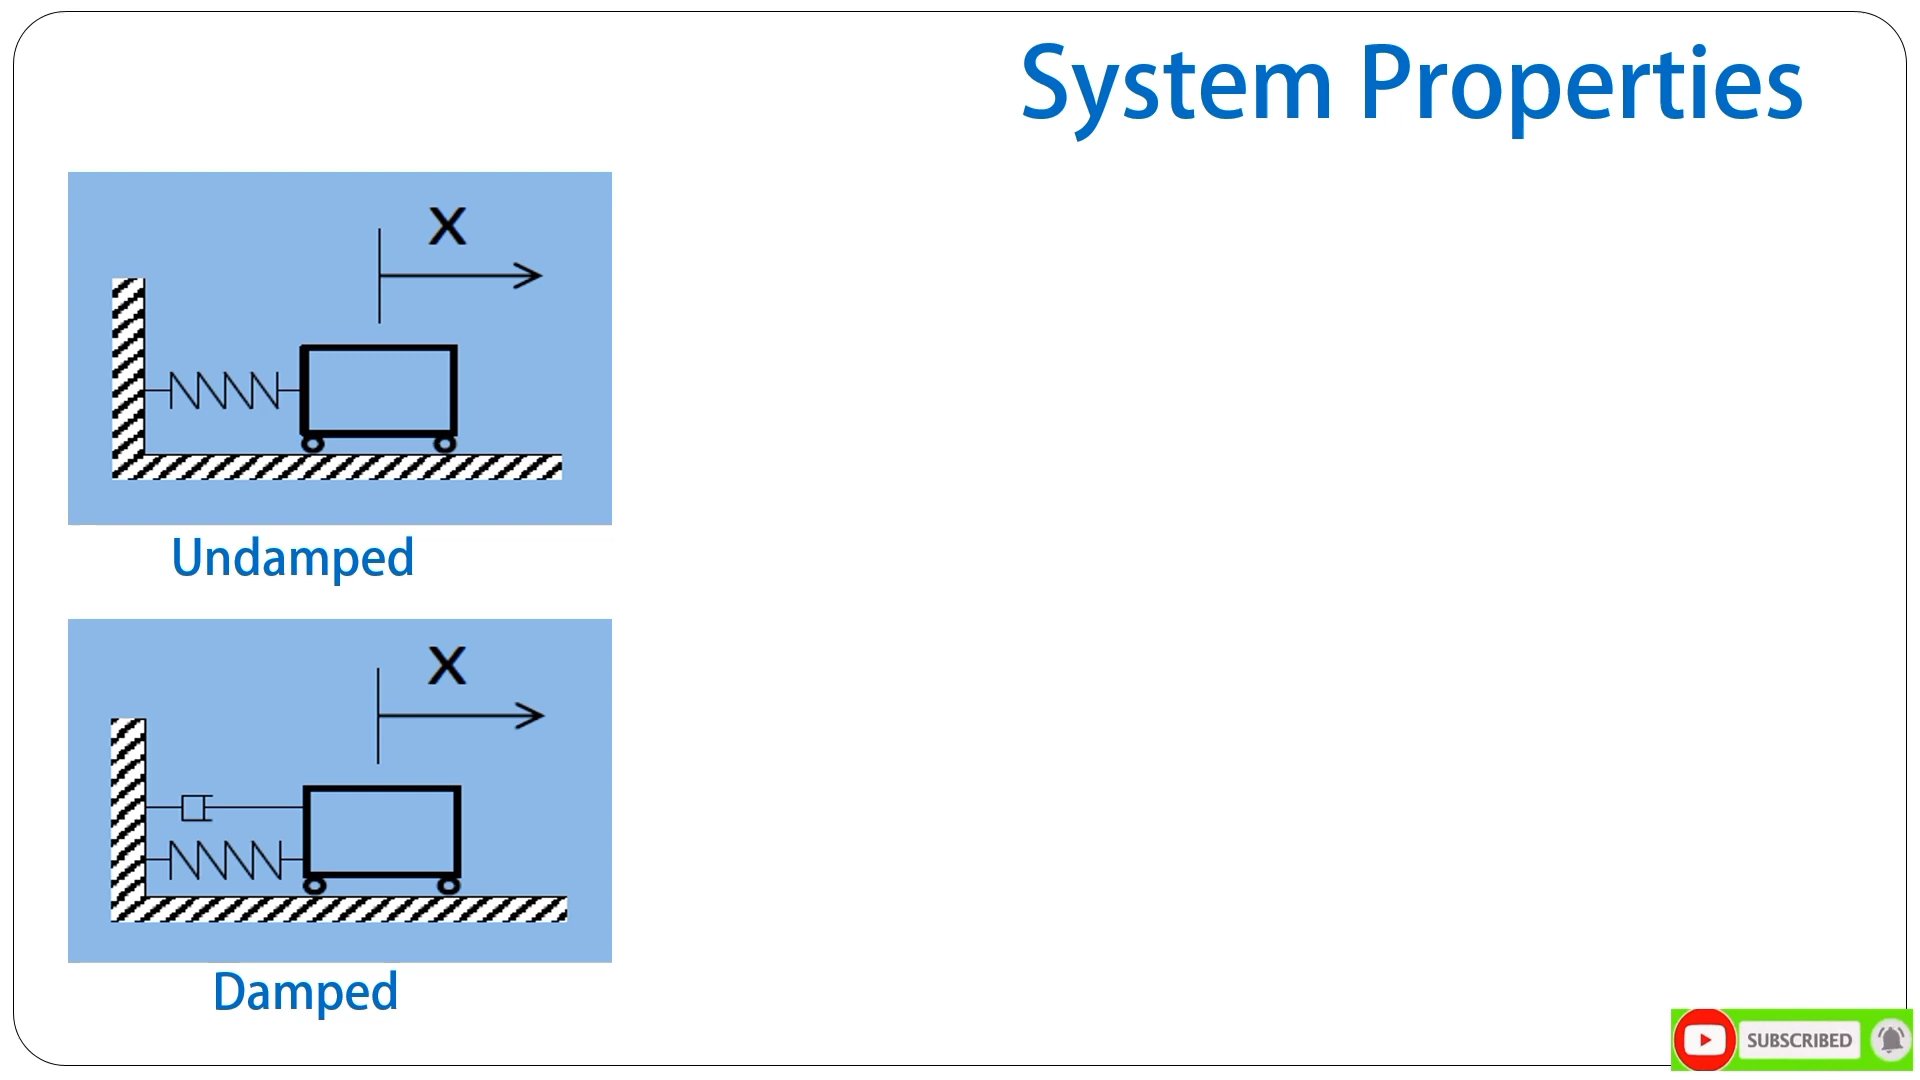 System Properties
X
Undamped
X
Damped
SUBSCRIBED